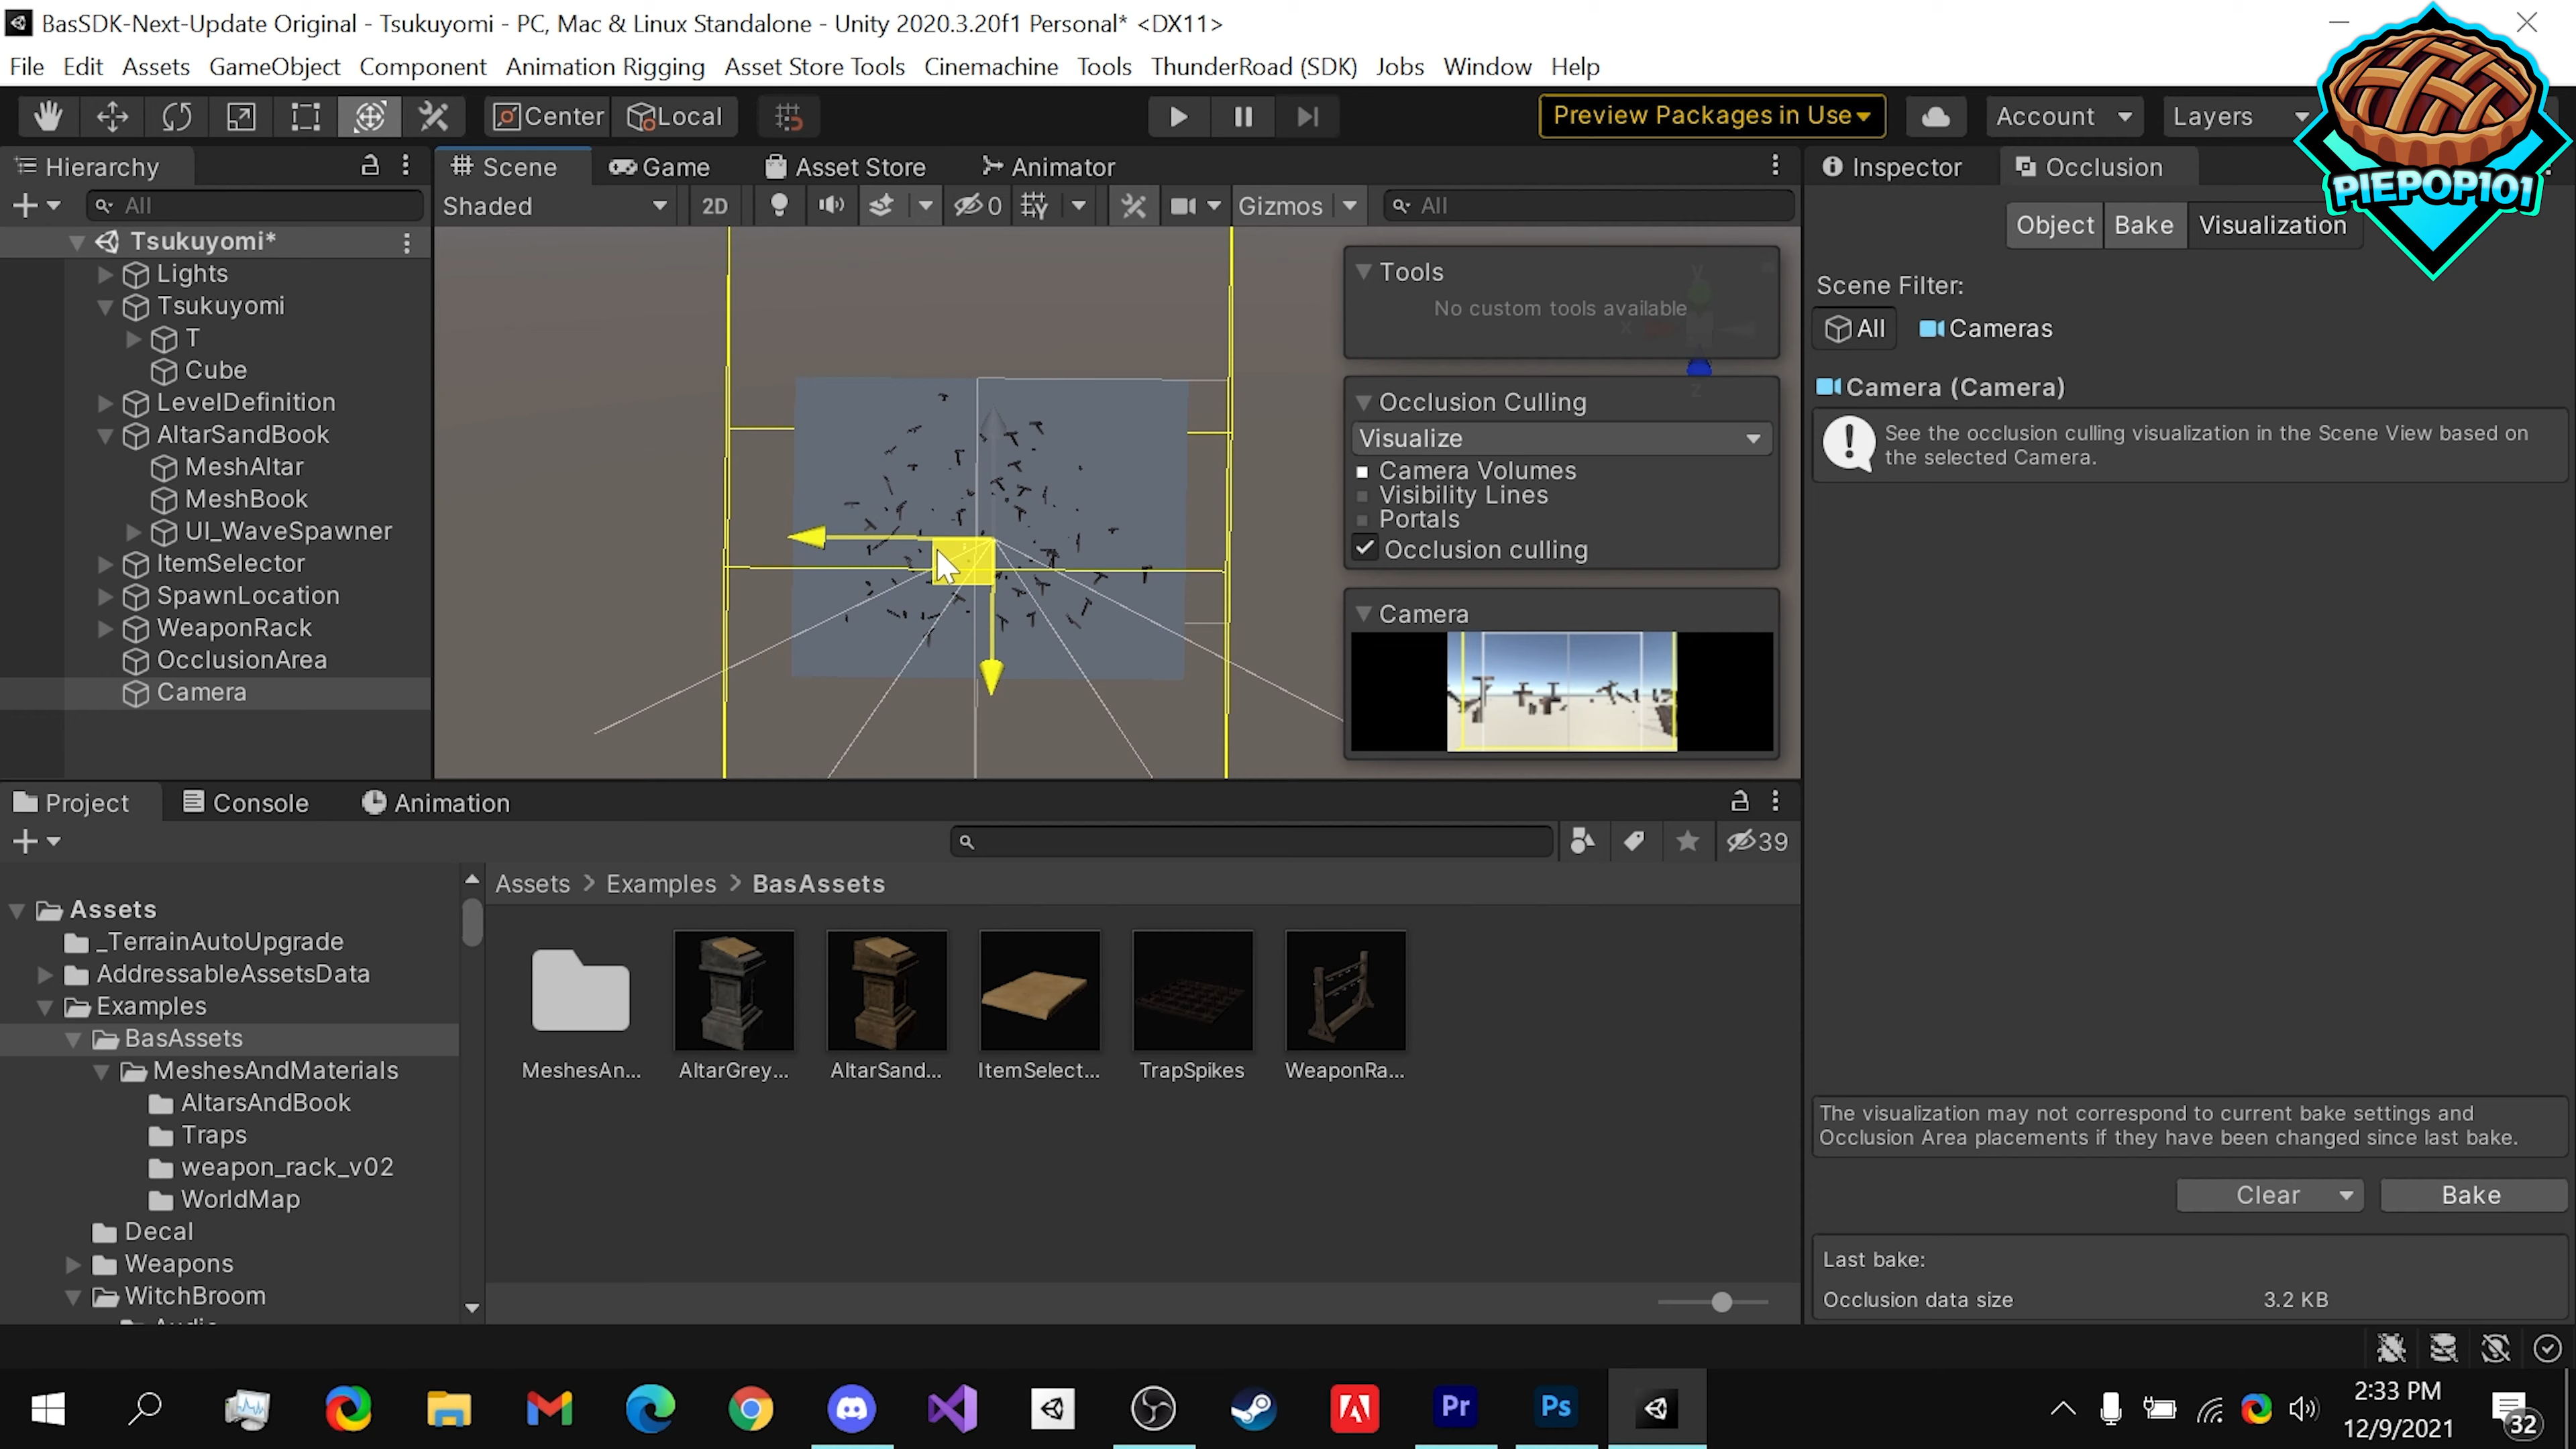 BasSDK-Next-Update Original - Tsukuyomi - PC, Mac & Linux Standalone - Unity 2020.3.20f1 Personal* <DX11>
File Edit Assets GameObject Component Animation Rigging Asset Store Tools Cinemachine Tools ThunderRoad (SDK) Jobs Window Help
Center Local Preview Packages in Use Account Layers
PIEPOP101
Hierarchy
All
Tsukuyomi*
Lights
Tsukuyomi
T
Cube
LevelDefinition
AltarSandBook
MeshAltar
MeshBook
UI_WaveSpawner
ItemSelector
SpawnLocation
WeaponRack
OcclusionArea
Camera
Scene Game Asset Store Animator
Shaded 2D 0 Gizmos All
Tools
No custom tools available
Occlusion Culling
Visualize
Camera Volumes
Visibility Lines
Portals
Occlusion culling
Camera
Inspector Occlusion
Object Bake Visualization
Scene Filter:
All Cameras
Camera (Camera)
See the occlusion culling visualization in the Scene View based on
the selected Camera.
The visualization may not correspond to current bake settings and
Occlusion Area placements if they have been changed since last bake.
Clear Bake
Last bake:
Occlusion data size 3.2 KB
Project Console Animation
39
Assets
_TerrainAutoUpgrade
AddressableAssetsData
Examples
BasAssets
MeshesAndMaterials
AltarsAndBook
Traps
weapon_rack_v02
WorldMap
Decal
Weapons
WitchBroom
Assets > Examples > BasAssets
MeshesAn... AltarGrey... AltarSand... ItemSelect... TrapSpikes WeaponRa...
Pr Ps
2:33 PM
12/9/2021
32